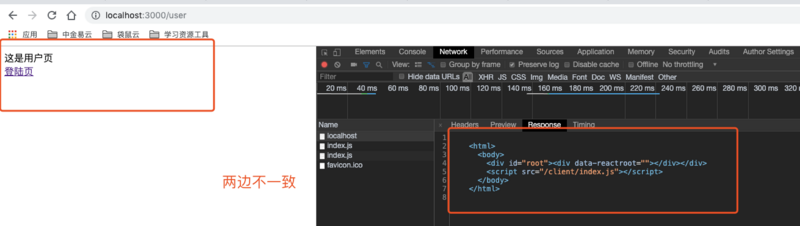 localhost:3000/user
应用 中金易云 袋鼠云 学习资源工具
这是用户页
登陆页
两边不一致
Elements Console Network Performance Sources Application Memory Security Audits Author Settings
View: Group by frame Preserve log Disable cache Offline No throttling
Filter Hide data URLs All XHR JS CSS Img Media Font Doc WS Manifest Other
20 ms 40 ms 60 ms 80 ms 100 ms 120 ms 140 ms 160 ms 180 ms 200 ms 220 ms 240 ms 260 ms 280 ms 300 ms 320
Name
localhost
index.js
index.js
favicon.ico
× Headers Preview Response Timing
1
2 <html>
3 <body>
4 <div id="root"><div data-reactroot=""></div></div>
5 <script src="/client/index.js"></script>
6 </body>
7 </html>
8